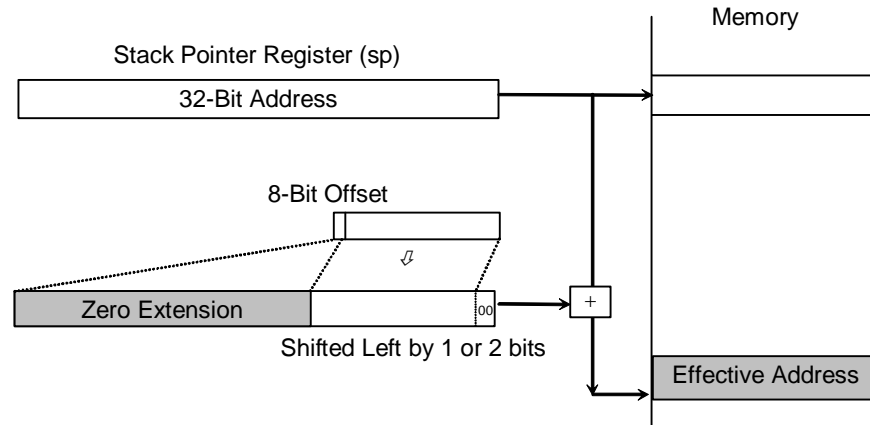 Memory
Stack Pointer Register (sp)
32-Bit Address
8-Bit Offset
Zero Extension
00
+
Shifted Left by 1 or 2 bits
Effective Address